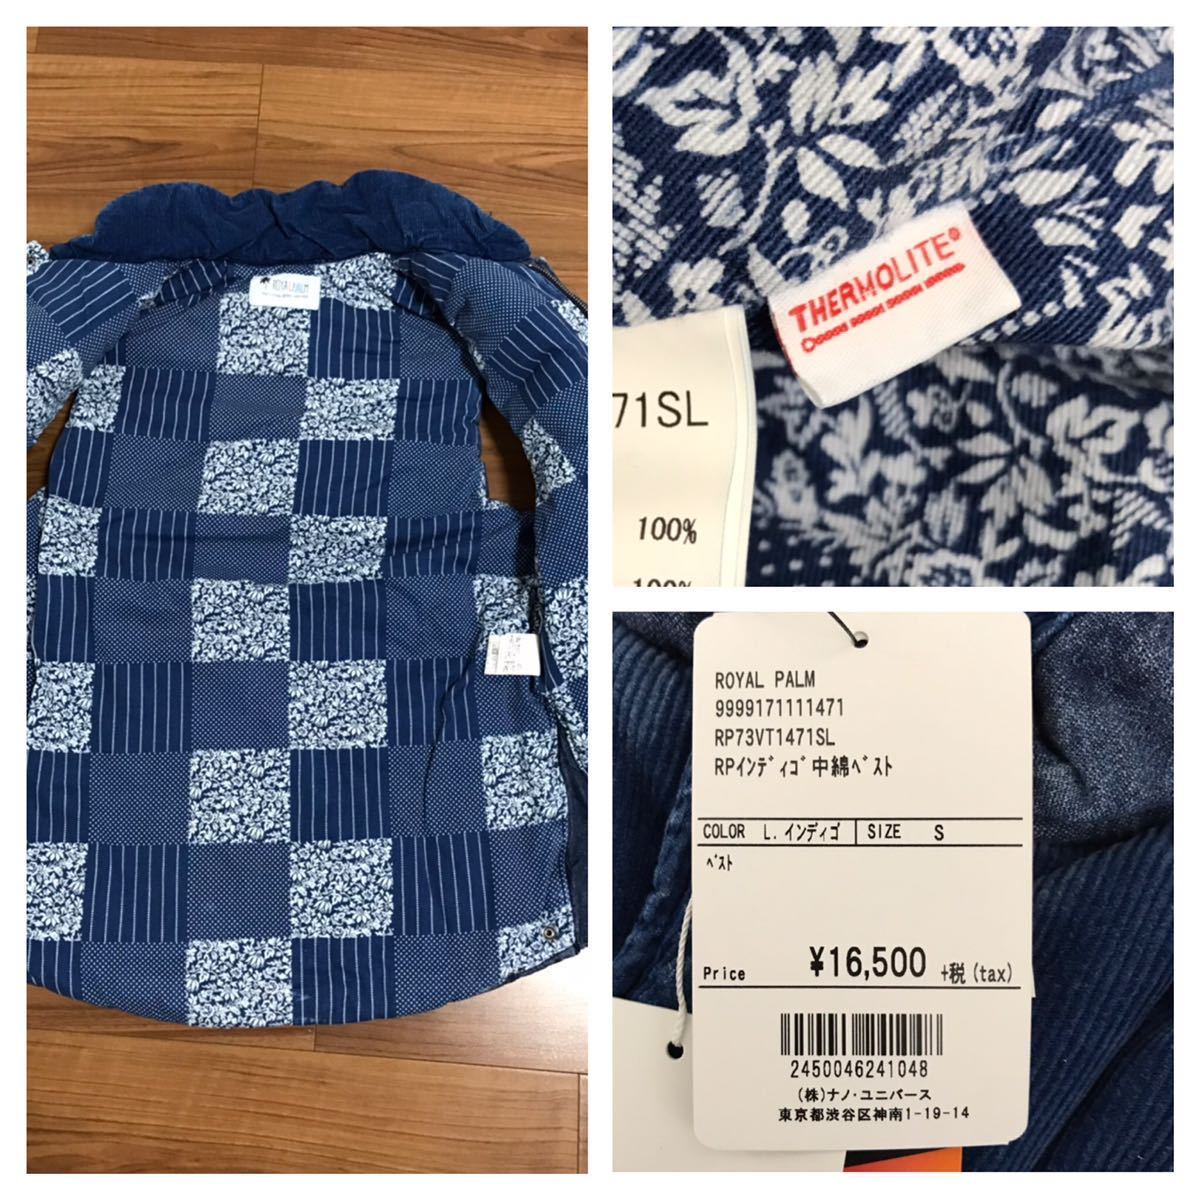 ROYAL PALM
THERMOLITE®
71SL
100%
100%
ROYAL PALM
9999171111471
RP73VT1471SL
RPインディゴ中綿ベスト
COLOR L.インディゴ SIZE S
ベスト
Price ¥16,500 +税(tax)
2450046241048
(株)ナノ・ユニバース
東京都渋谷区神南1-19-14